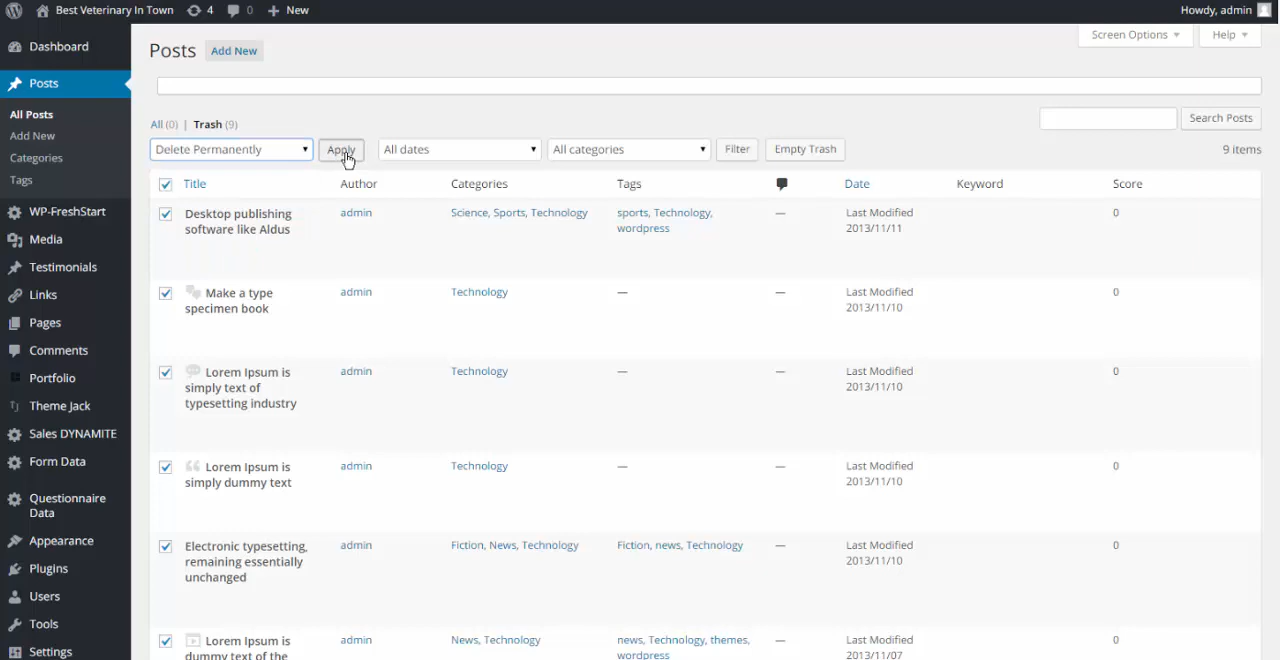 Best Veterinary In Town 4 0 New Howdy, admin
Dashboard
Posts
All Posts
Add New
Categories
Tags
WP-FreshStart
Media
Testimonials
Links
Pages
Comments
Portfolio
Theme Jack
Sales DYNAMITE
Form Data
Questionnaire
Data
Appearance
Plugins
Users
Tools
Settings
Screen Options Help
Posts Add New
All (0) | Trash (9)
Search Posts
Delete Permanently Apply All dates All categories Filter Empty Trash 9 items
Title Author Categories Tags Date Keyword Score
Desktop publishing admin Science, Sports, Technology sports, Technology, — Last Modified 0
software like Aldus wordpress 2013/11/11
Make a type admin Technology — — Last Modified 0
specimen book 2013/11/10
Lorem Ipsum is admin Technology — — Last Modified 0
simply text of 2013/11/10
typesetting industry
Lorem Ipsum is admin Technology — — Last Modified 0
simply dummy text 2013/11/10
Electronic typesetting, admin Fiction, News, Technology Fiction, news, Technology — Last Modified 0
remaining essentially 2013/11/10
unchanged
Lorem Ipsum is admin News, Technology news, Technology, themes, — Last Modified 0
dummy text of the wordpress 2013/11/07